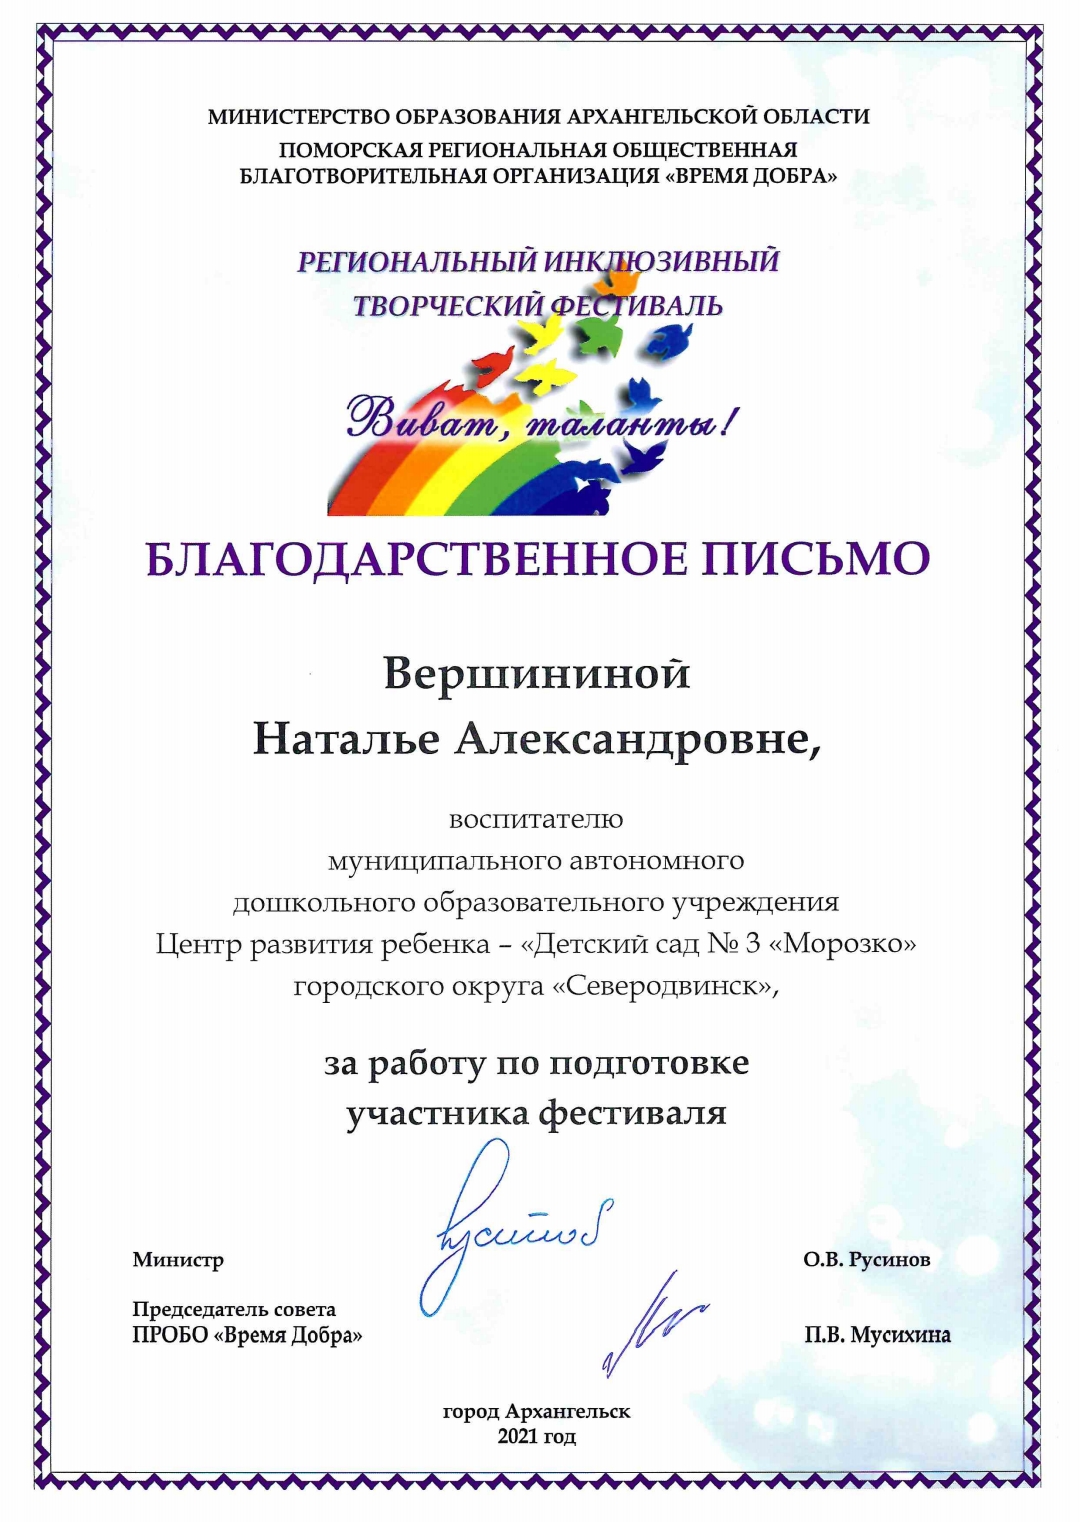 МИНИСТЕРСТВО ОБРАЗОВАНИЯ АРХАНГЕЛЬСКОЙ ОБЛАСТИ
ПОМОРСКАЯ РЕГИОНАЛЬНАЯ ОБЩЕСТВЕННАЯ
БЛАГОТВОРИТЕЛЬНАЯ ОРГАНИЗАЦИЯ «ВРЕМЯ ДОБРА»
РЕГИОНАЛЬНЫЙ ИНКЛЮЗИВНЫЙ
ТВОРЧЕСКИЙ ФЕСТИВАЛЬ
Виват, таланты!
БЛАГОДАРСТВЕННОЕ ПИСЬМО
Вершининой
Наталье Александровне,
воспитателю
муниципального автономного
дошкольного образовательного учреждения
Центр развития ребенка – «Детский сад № 3 «Морозко»
городского округа «Северодвинск»,
за работу по подготовке
участника фестиваля
Министр О.В. Русинов
Председатель совета
ПРОБО «Время Добра» П.В. Мусихина
город Архангельск
2021 год